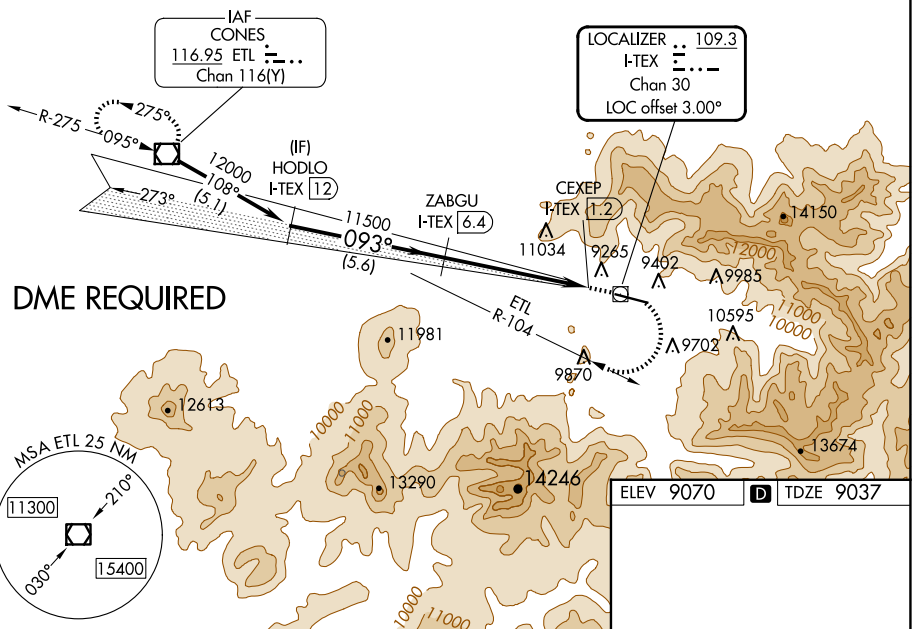 IAF
CONES
116.95 ETL
Chan 116(Y)
LOCALIZER 109.3
I-TEX
Chan 30
LOC offset 3.00°
275°
R-275
095°
12000
108°
(5.1)
(IF)
HODLO
I-TEX 12
273°
11500
093°
(5.6)
ZABGU
I-TEX 6.4
CEXEP
I-TEX 1.2
14150
11034
9265
9402
9985
12000
11000
10000
10595
9702
ETL
R-104
9870
DME REQUIRED
11981
12613
10000
11000
13290
14246
13674
MSA ETL 25 NM
11300
210°
030°
15400
ELEV 9070 D TDZE 9037
10000
11000